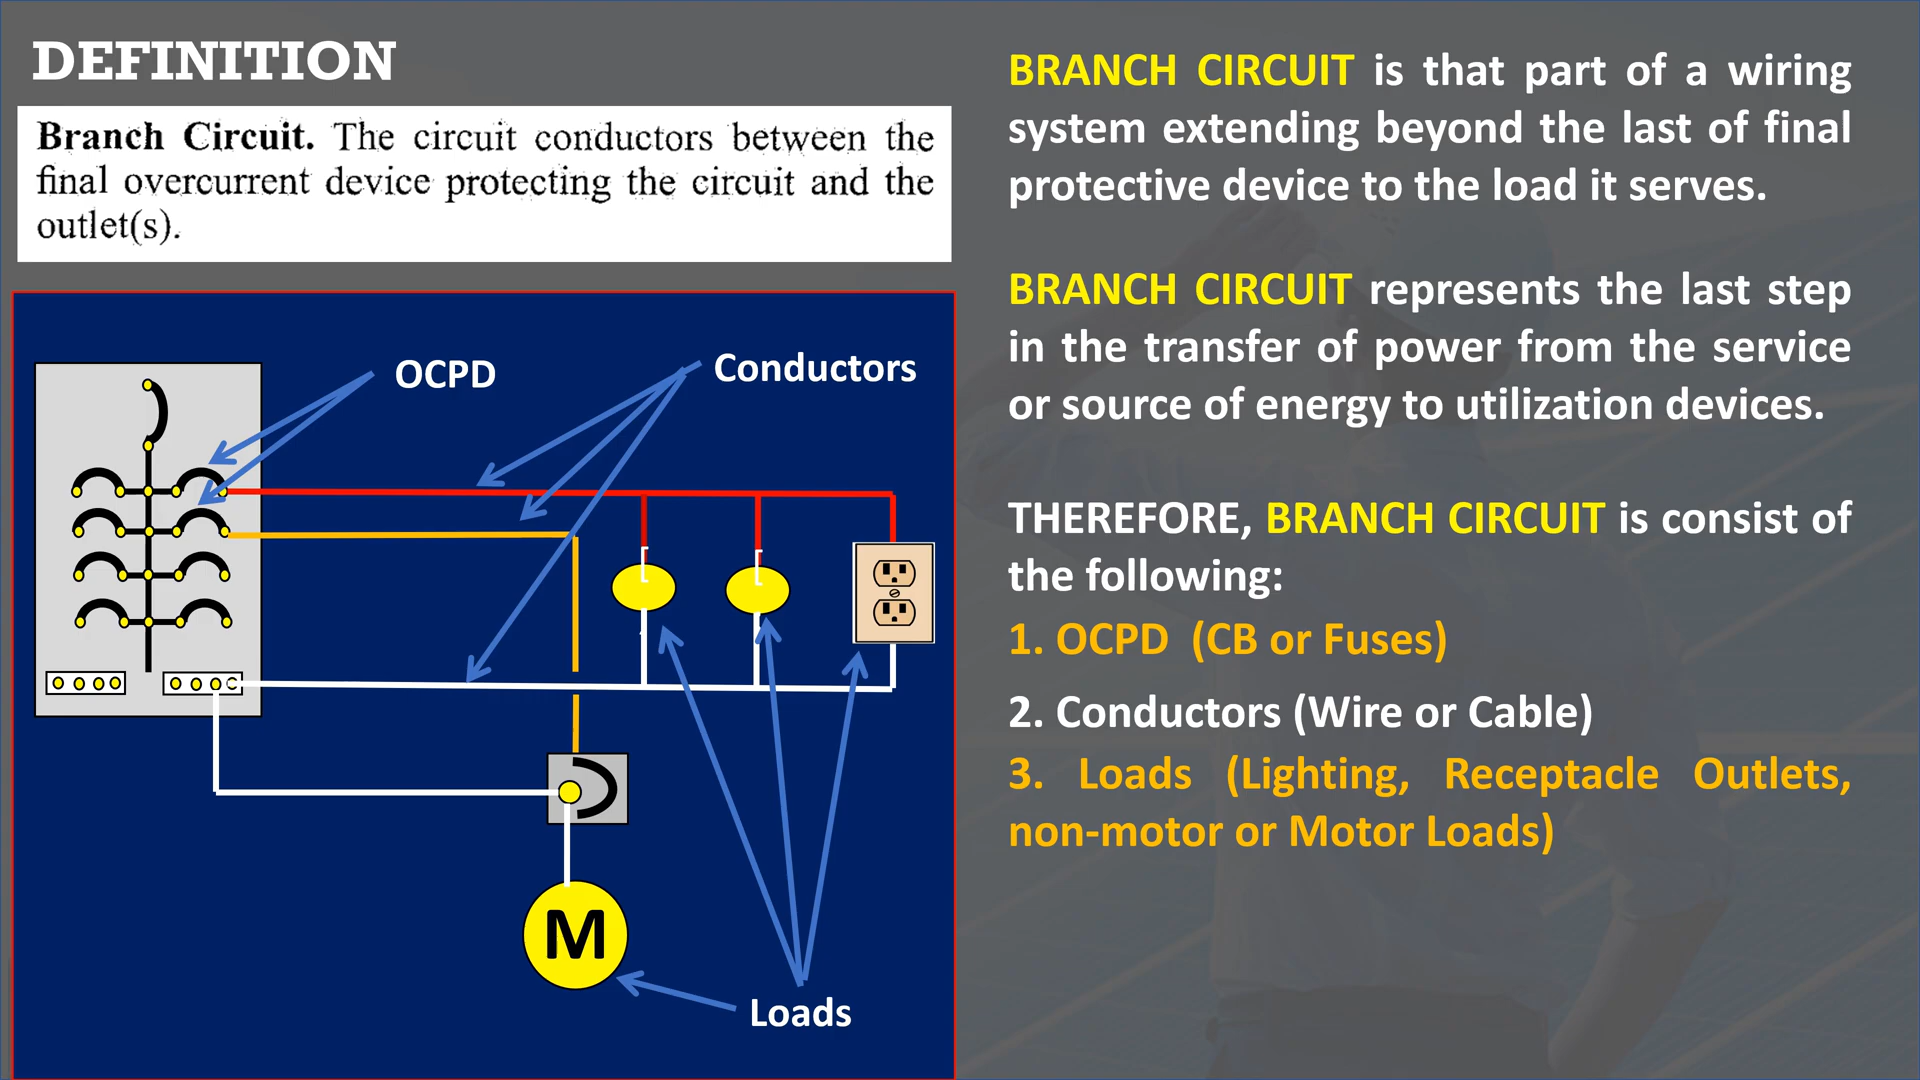 DEFINITION
Branch Circuit. The circuit conductors between the
final overcurrent device protecting the circuit and the
outlet(s).
OCPD
Conductors
M
Loads
BRANCH CIRCUIT is that part of a wiring
system extending beyond the last of final
protective device to the load it serves.
BRANCH CIRCUIT represents the last step
in the transfer of power from the service
or source of energy to utilization devices.
THEREFORE, BRANCH CIRCUIT is consist of
the following:
1. OCPD (CB or Fuses)
2. Conductors (Wire or Cable)
3. Loads (Lighting, Receptacle Outlets,
non-motor or Motor Loads)